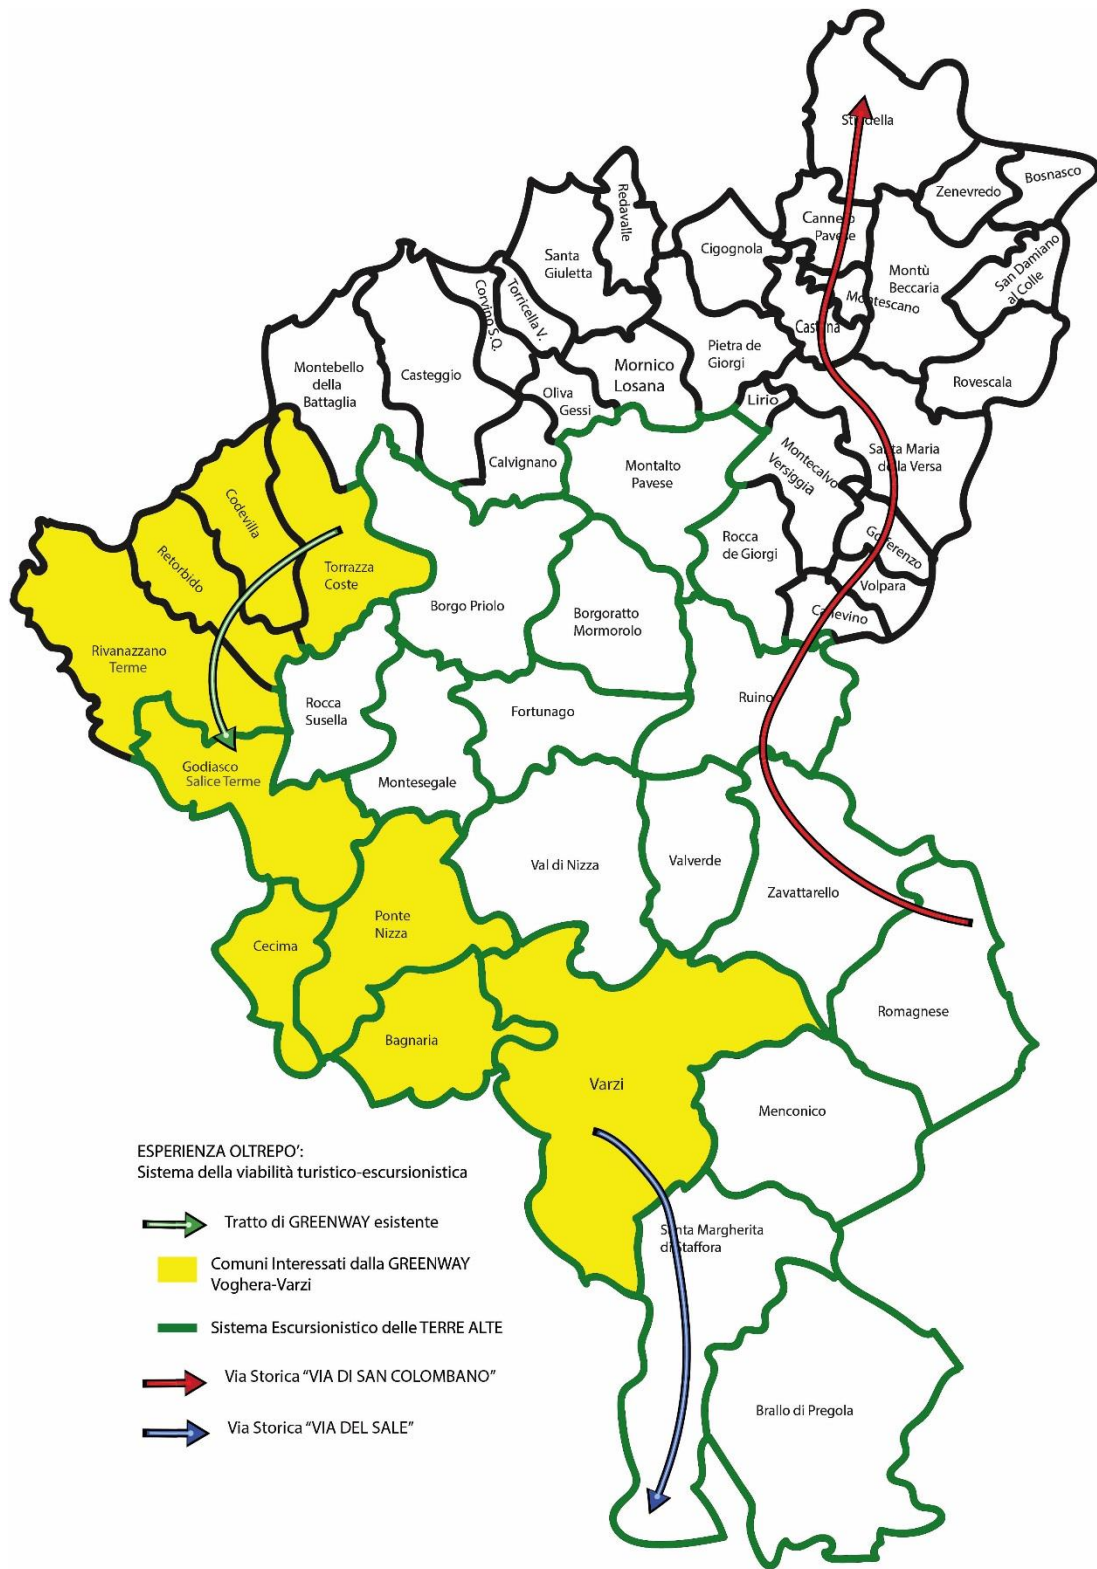 Stradella
Bosnasco
Zenevredo
Redavalle
Canneto
Pavese
Cigognola
Santa
Giuletta
San Damiano
al Colle
Montù
Beccaria
Montescano
Corvino S.Q.
Torricella V.
Castana
Pietra de
Giorgi
Mornico
Losana
Montebello
della
Battaglia
Casteggio
Rovescala
Oliva
Gessi
Lirio
Santa Maria
della Versa
Calvignano
Montalto
Pavese
Montecalvo
Versiggia
Codevilla
Retorbido
Torrazza
Coste
Rocca
de Giorgi
Golferenzo
Volpara
Canevino
Borgo Priolo
Borgoratto
Mormorolo
Rivanazzano
Terme
Rocca
Susella
Fortunago
Ruino
Godiasco
Salice Terme
Montesegale
Val di Nizza
Valverde
Zavattarello
Ponte
Nizza
Cecima
Romagnese
Bagnaria
Varzi
Menconico
Santa Margherita
di Staffora
Brallo di Pregola
ESPERIENZA OLTREPO':
Sistema della viabilità turistico-escursionistica
Tratto di GREENWAY esistente
Comuni Interessati dalla GREENWAY
Voghera-Varzi
Sistema Escursionistico delle TERRE ALTE
Via Storica "VIA DI SAN COLOMBANO"
Via Storica "VIA DEL SALE"